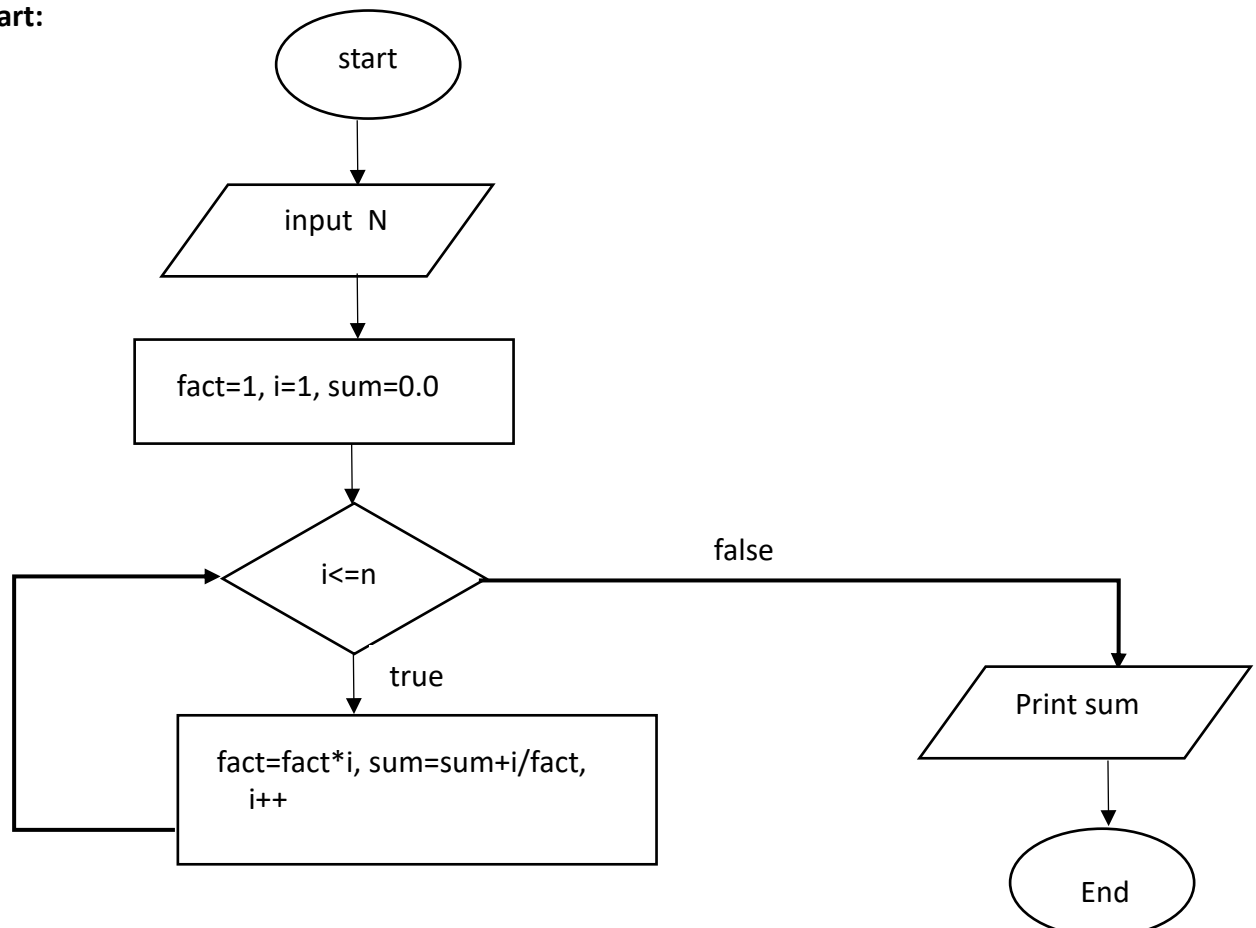 art:
start
input N
fact=1, i=1, sum=0.0
i<=n
false
true
Print sum
fact=fact*i, sum=sum+i/fact,
i++
End